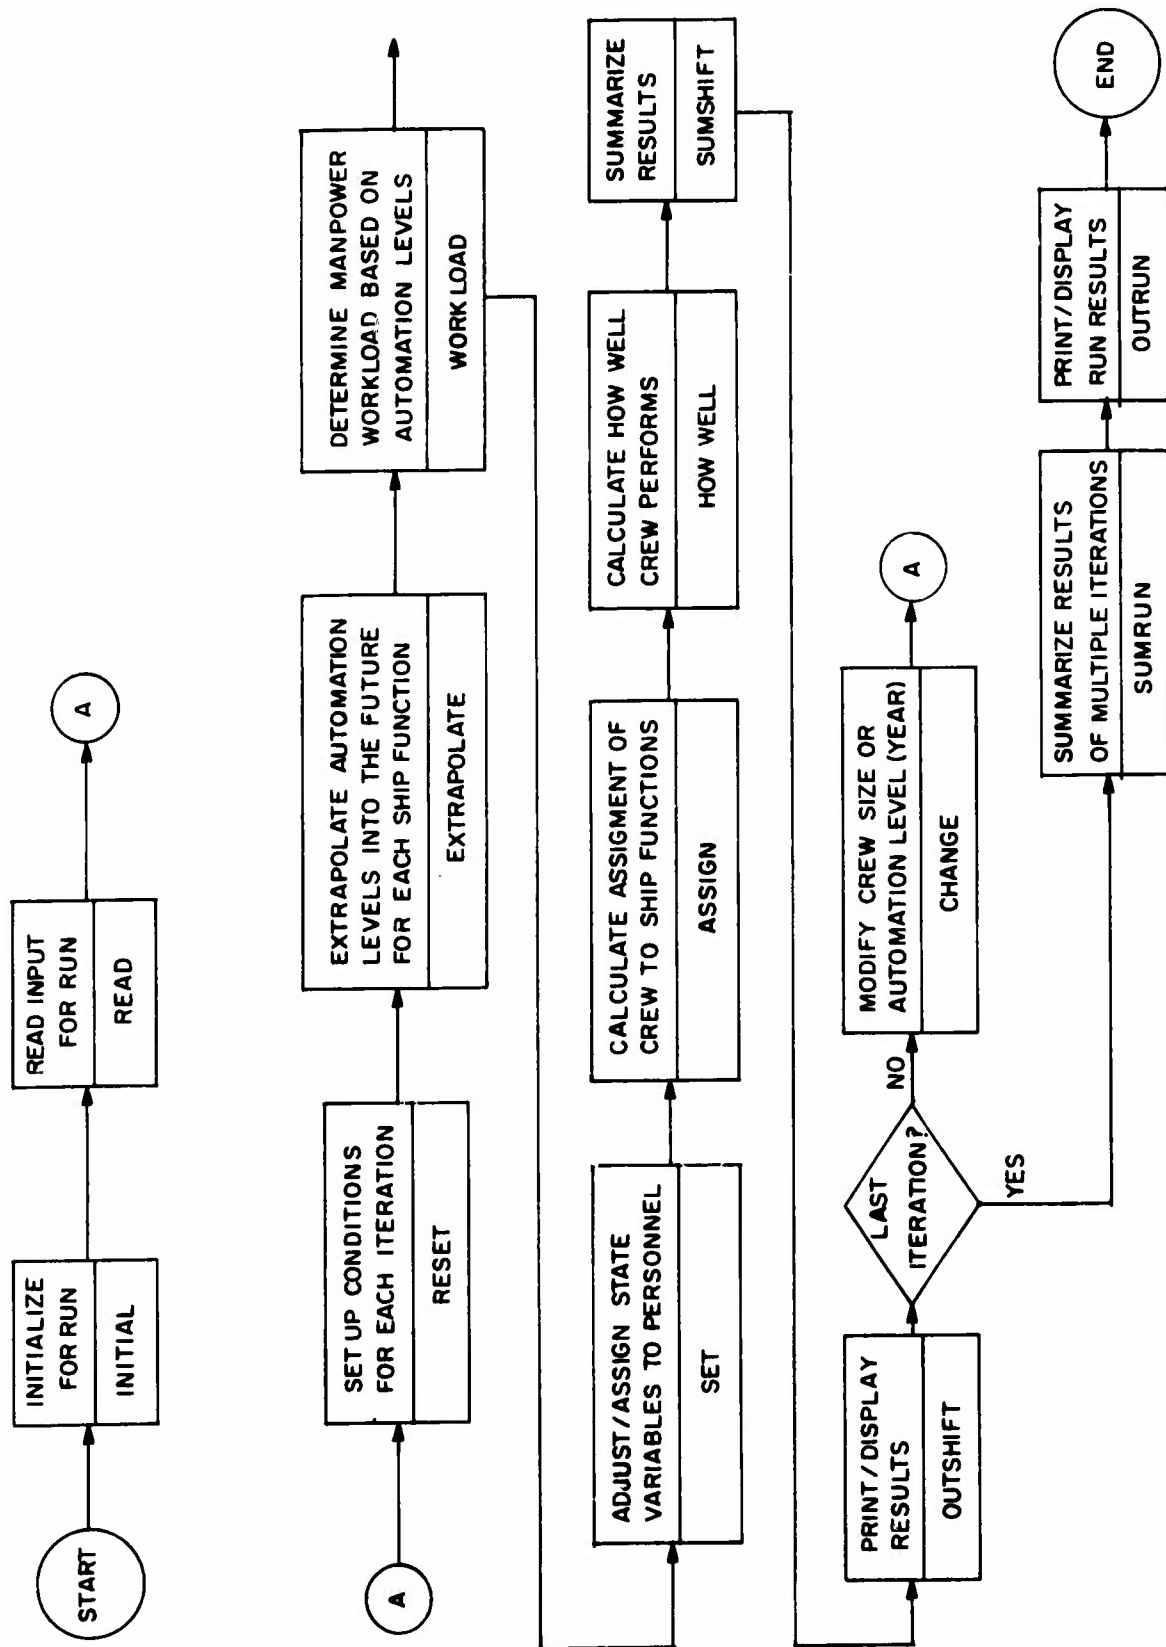 START
INITIALIZE
FOR RUN
INITIAL
READ INPUT
FOR RUN
READ
A
A
SET UP CONDITIONS
FOR EACH ITERATION
RESET
EXTRAPOLATE AUTOMATION
LEVELS INTO THE FUTURE
FOR EACH SHIP FUNCTION
EXTRAPOLATE
DETERMINE MANPOWER
WORKLOAD BASED ON
AUTOMATION LEVELS
WORK LOAD
ADJUST/ASSIGN STATE
VARIABLES TO PERSONNEL
SET
CALCULATE ASSIGMENT OF
CREW TO SHIP FUNCTIONS
ASSIGN
CALCULATE HOW WELL
CREW PERFORMS
HOW WELL
SUMMARIZE
RESULTS
SUMSHIFT
PRINT/DISPLAY
RESULTS
OUTSHIFT
LAST
ITERATION?
NO
YES
MODIFY CREW SIZE OR
AUTOMATION LEVEL (YEAR)
CHANGE
A
SUMMARIZE RESULTS
OF MULTIPLE ITERATIONS
SUMRUN
PRINT/DISPLAY
RUN RESULTS
OUTRUN
END